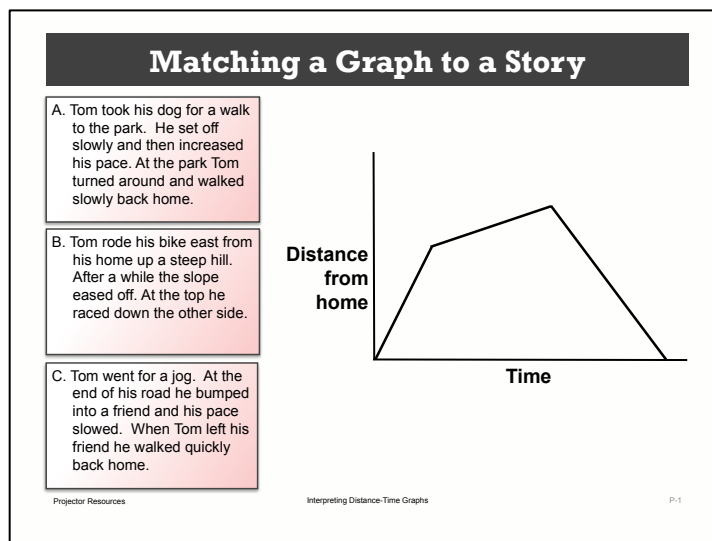 Matching a Graph to a Story
A. Tom took his dog for a walk
to the park. He set off
slowly and then increased
his pace. At the park Tom
turned around and walked
slowly back home.
B. Tom rode his bike east from
his home up a steep hill.
After a while the slope
eased off. At the top he
raced down the other side.
C. Tom went for a jog. At the
end of his road he bumped
into a friend and his pace
slowed. When Tom left his
friend he walked quickly
back home.
Distance
from
home
Time
Projector Resources
Interpreting Distance-Time Graphs
P-1